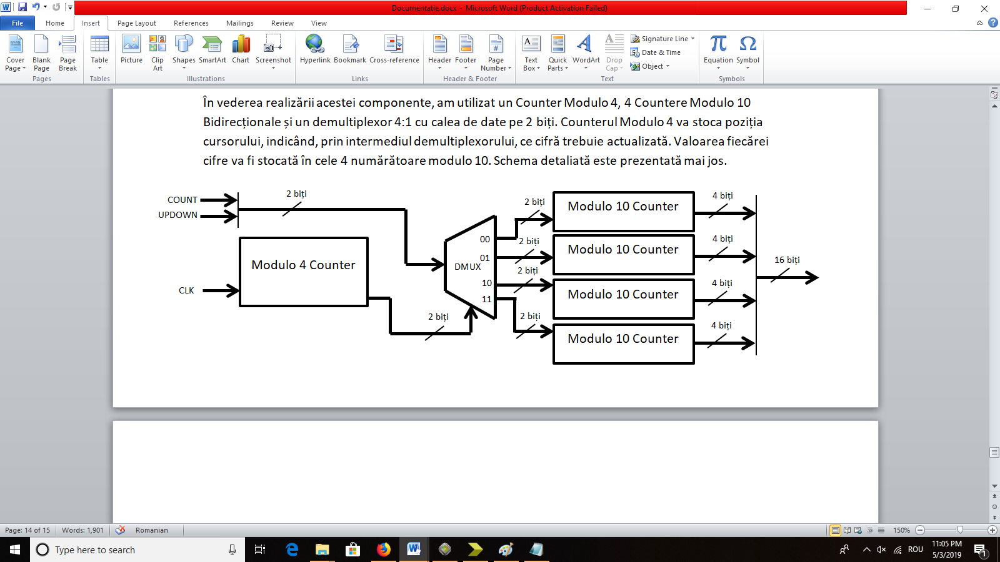 Documentatie.docx - Microsoft Word (Product Activation Failed)
File Home Insert Page Layout References Mailings Review View
Cover Page
Blank Page
Page Break
Pages
Table
Tables
Picture
Clip Art
Shapes
SmartArt
Chart
Screenshot
Illustrations
Hyperlink
Bookmark
Cross-reference
Links
Header
Footer
Page Number
Header & Footer
Text Box
Quick Parts
WordArt
Drop Cap
Signature Line
Date & Time
Object
Text
Equation
Symbol
Symbols
În vederea realizării acestei componente, am utilizat un Counter Modulo 4, 4 Countere Modulo 10
Bidirecționale și un demultiplexor 4:1 cu calea de date pe 2 biți. Counterul Modulo 4 va stoca poziția
cursorului, indicând, prin intermediul demultiplexorului, ce cifră trebuie actualizată. Valoarea fiecărei
cifre va fi stocată în cele 4 numărătoare modulo 10. Schema detaliată este prezentată mai jos.
COUNT
UPDOWN
2 biți
Modulo 4 Counter
CLK
2 biți
DMUX
00
01
10
11
2 biți
2 biți
2 biți
2 biți
Modulo 10 Counter
Modulo 10 Counter
Modulo 10 Counter
Modulo 10 Counter
4 biți
4 biți
4 biți
4 biți
16 biți
Page: 14 of 15 Words: 1,901 Romanian 150%
Type here to search
ROU
11:05 PM
5/3/2019
1